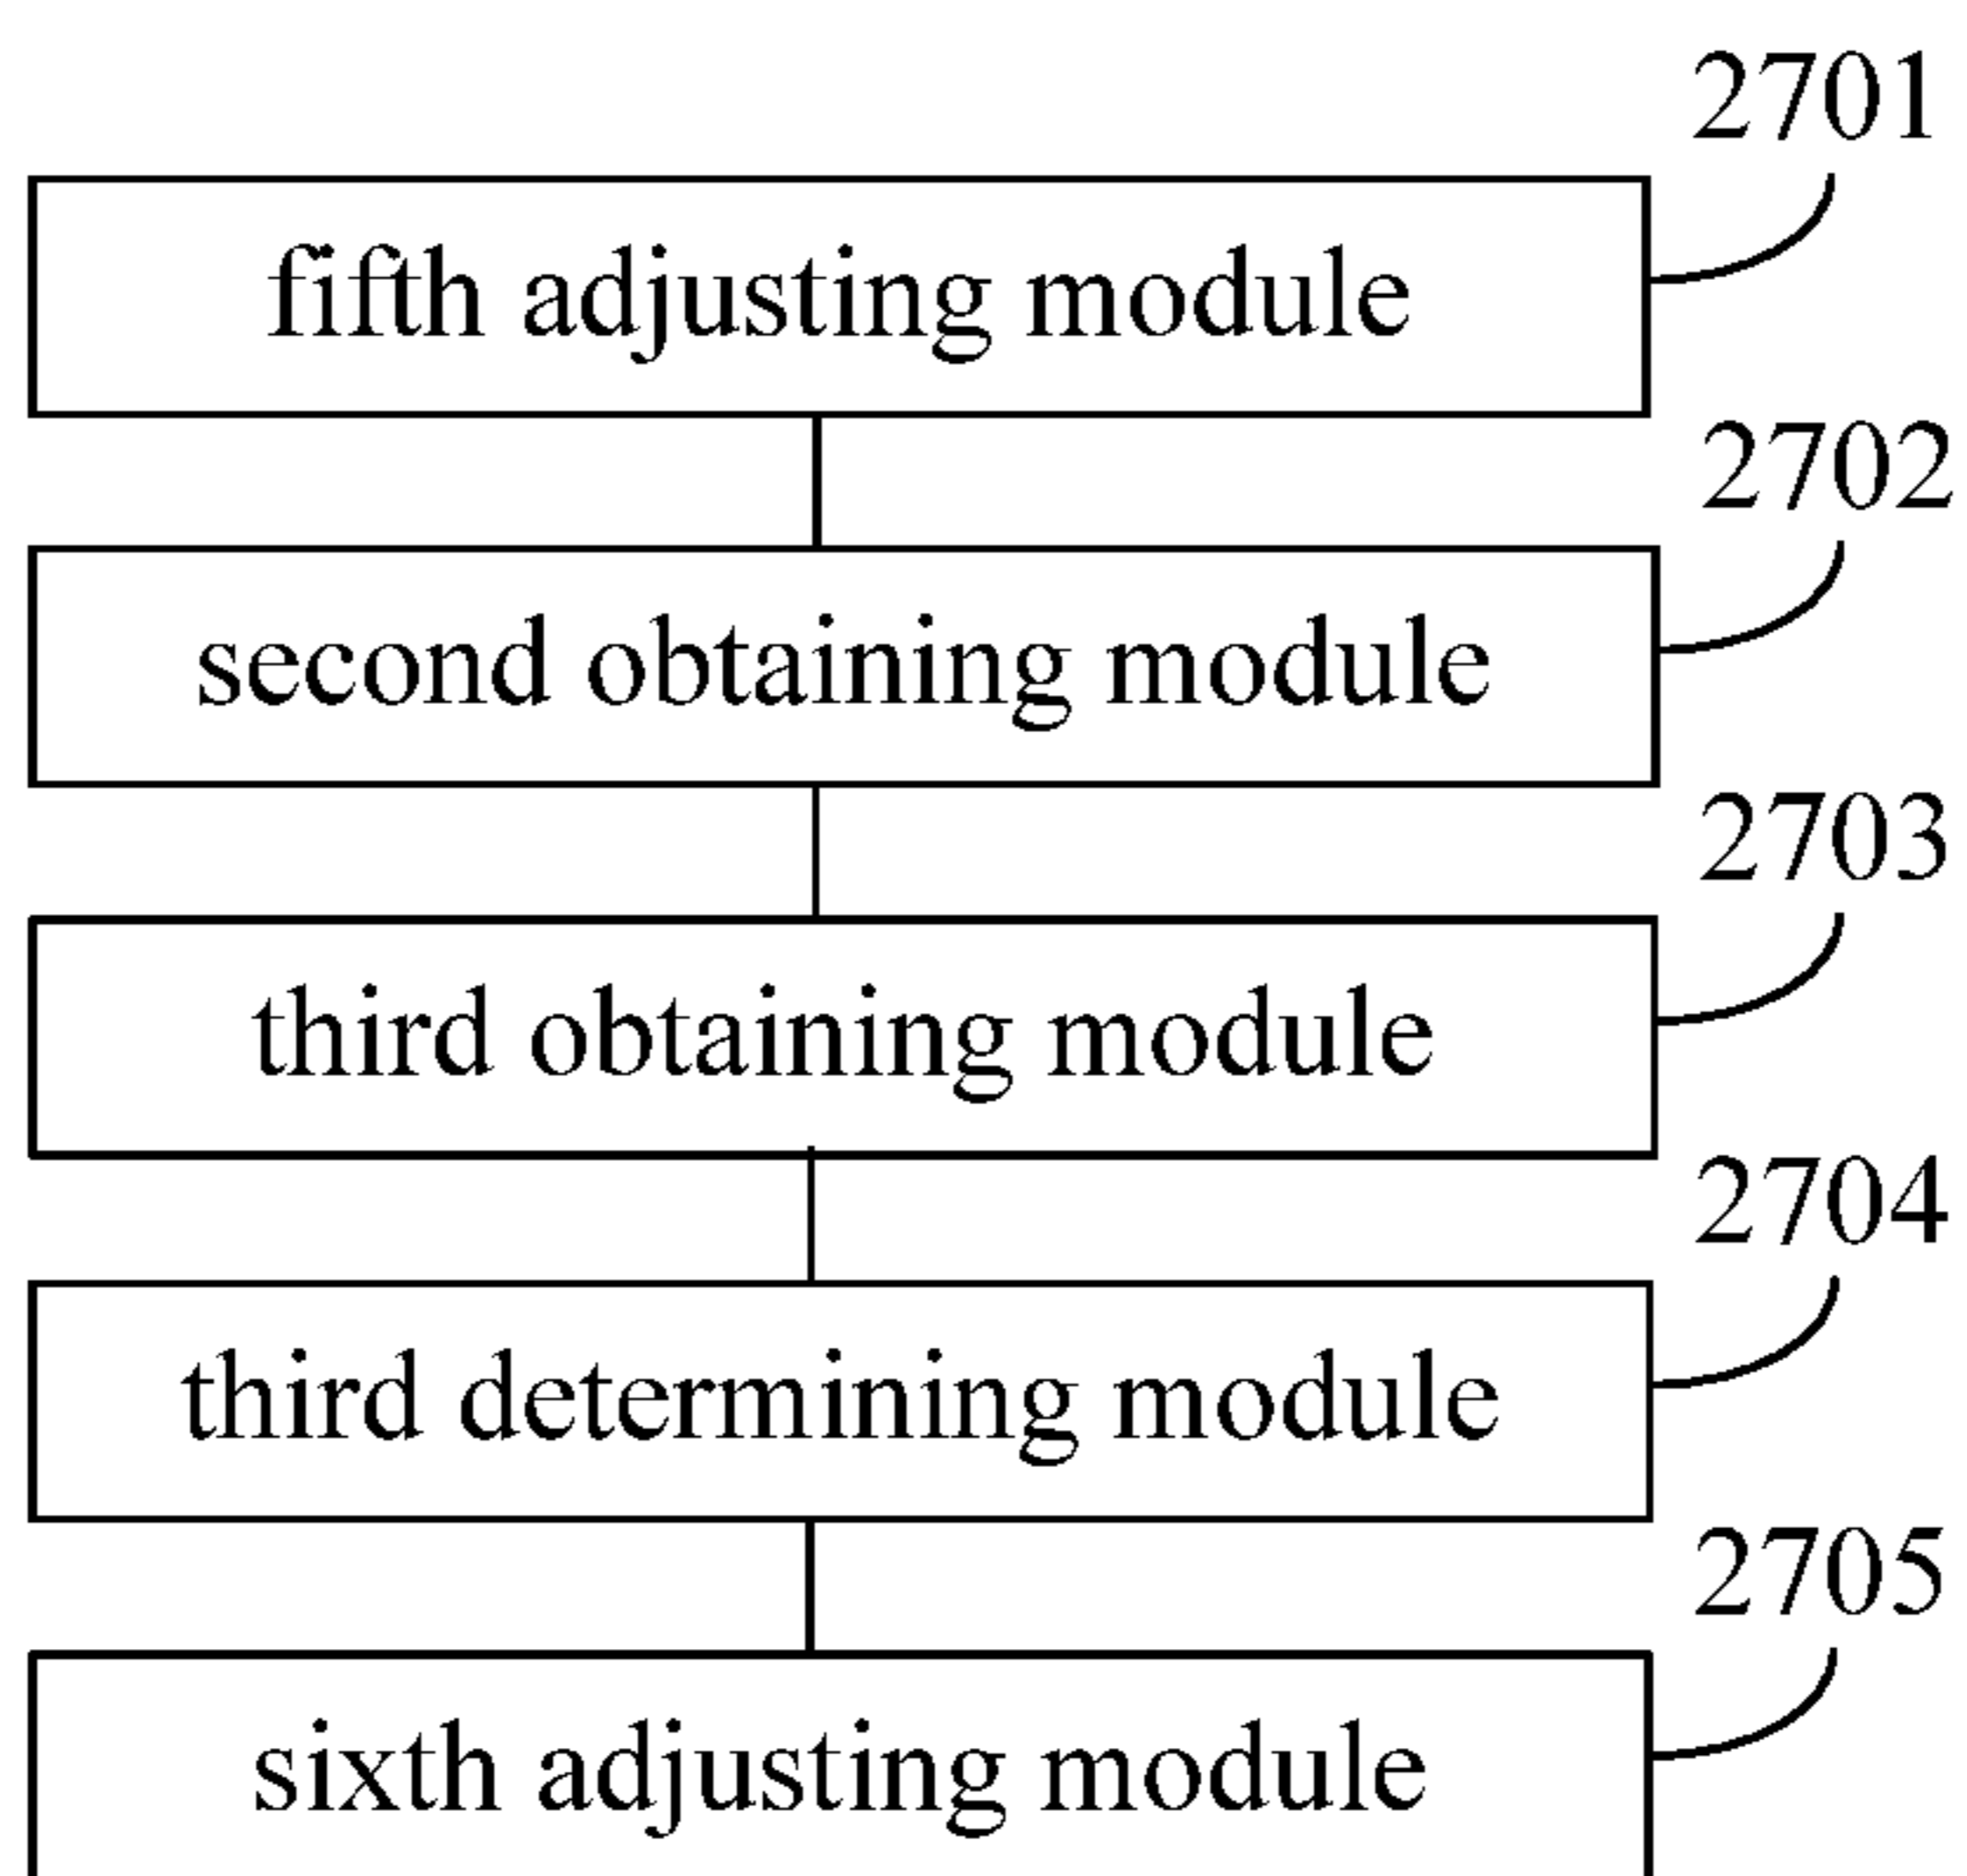 2701
fifth adjusting module
2702
second obtaining module
2703
third obtaining module
2704
third determining module
2705
sixth adjusting module